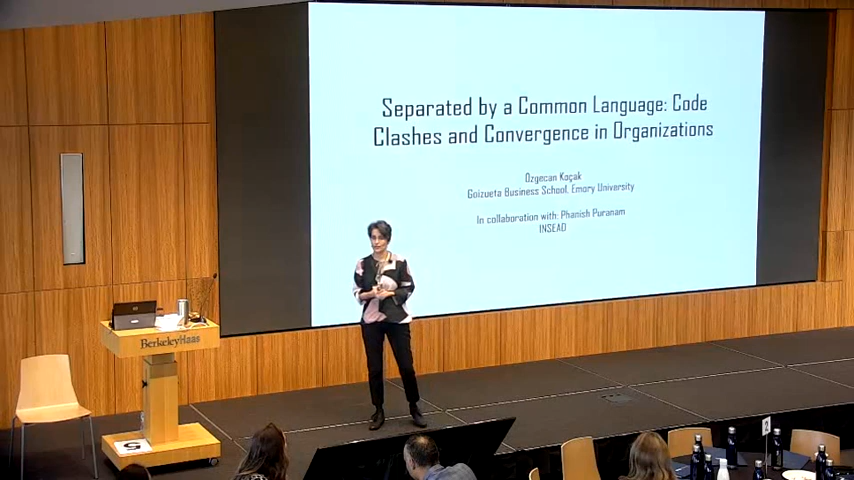 Separated by a Common Language: Code
Clashes and Convergence in Organizations
Özgecan Koçak
Goizueta Business School, Emory University
In collaboration with: Phanish Puranam
INSEAD
BerkeleyHaas
5
2